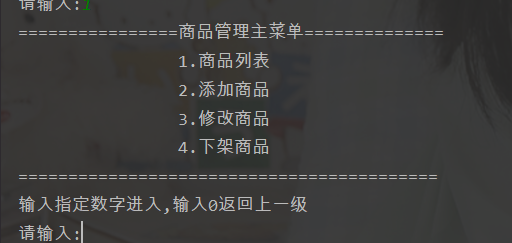 请输入:1
================商品管理主菜单==============
1.商品列表
2.添加商品
3.修改商品
4.下架商品
==========================================
输入指定数字进入,输入0返回上一级
请输入: